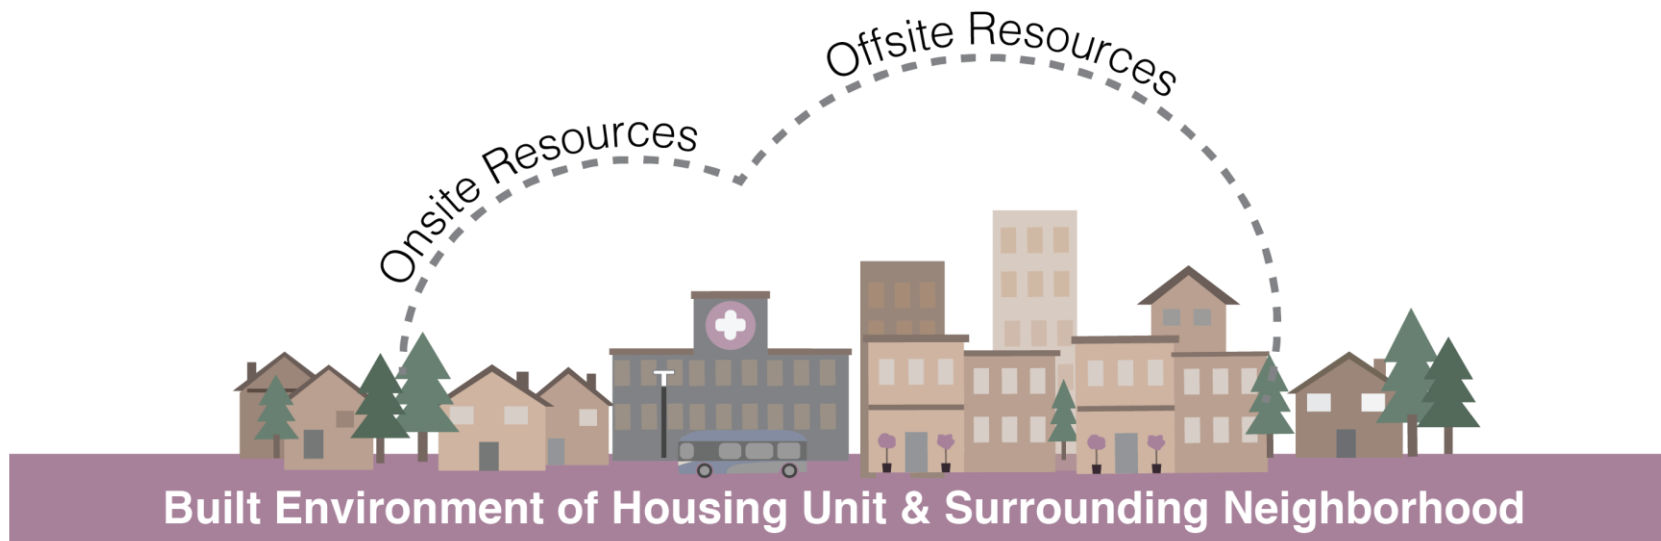 Offsite Resources
Onsite Resources
Built Environment of Housing Unit & Surrounding Neighborhood